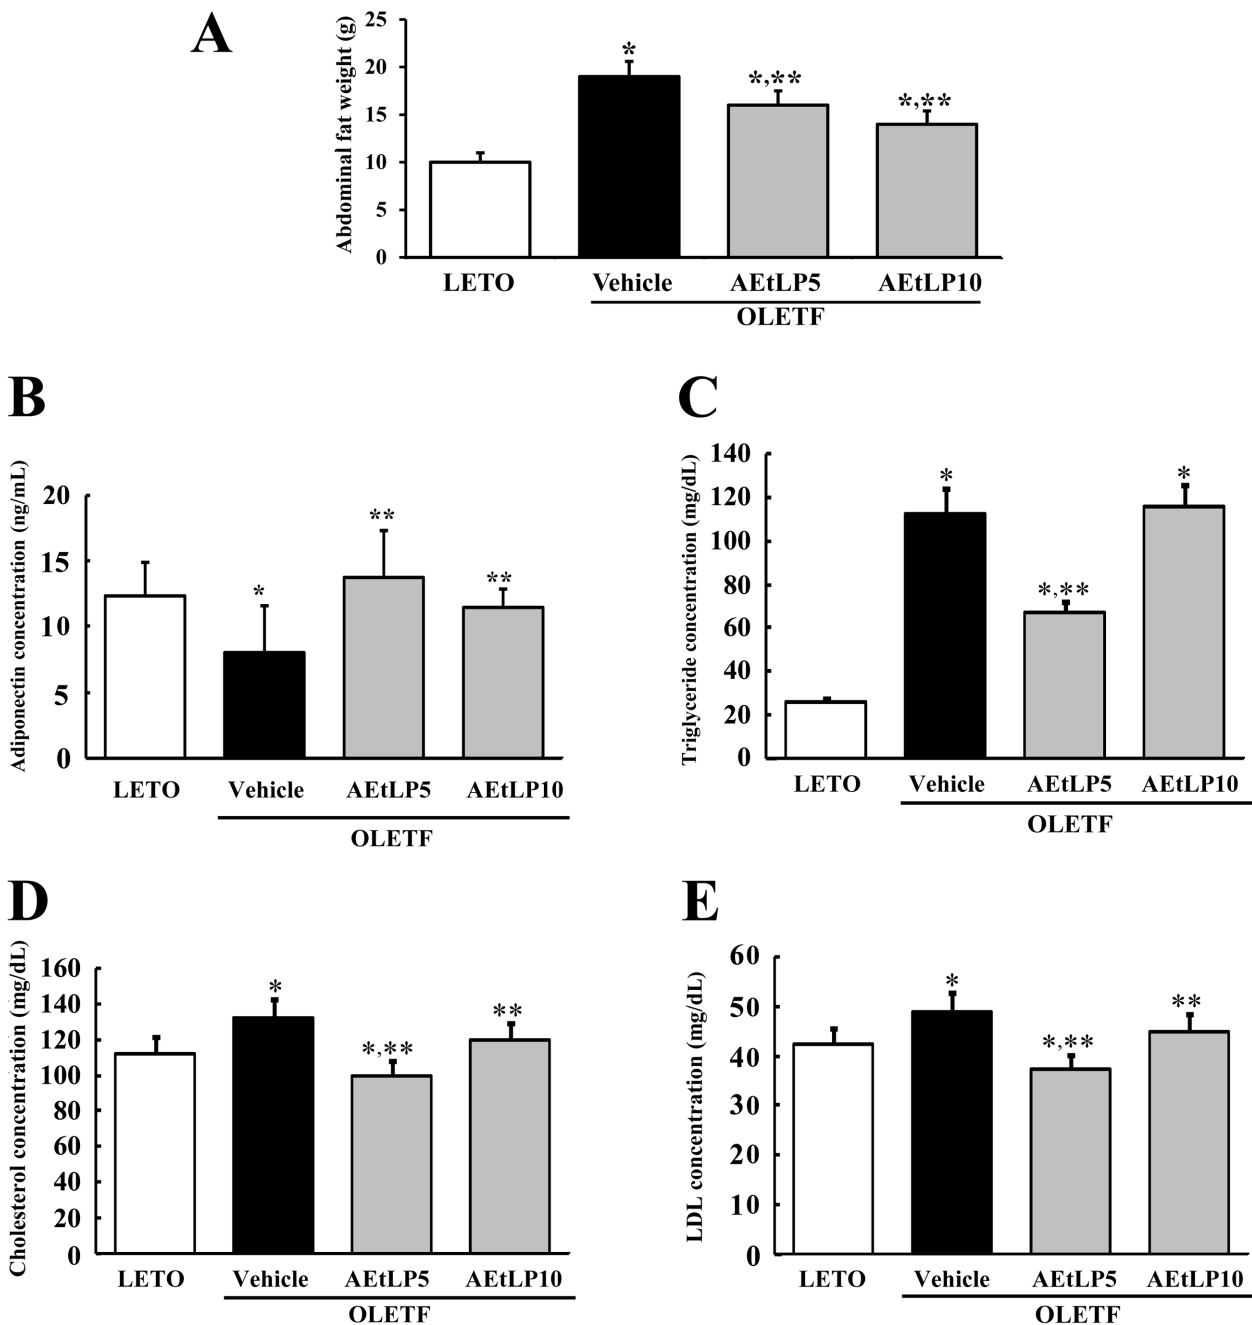 A
Abdominal fat weight (g)
25
20
15
10
5
0
*
*,**
*,**
LETO
Vehicle
AEtLP5
AEtLP10
OLETF
B
Adiponectin concentration (ng/mL)
20
15
10
5
0
*
**
**
LETO
Vehicle
AEtLP5
AEtLP10
OLETF
C
Triglyceride concentration (mg/dL)
140
120
100
80
60
40
20
0
*
*,**
*
LETO
Vehicle
AEtLP5
AEtLP10
OLETF
D
Cholesterol concentration (mg/dL)
160
140
120
100
80
60
40
20
0
*
*,**
**
LETO
Vehicle
AEtLP5
AEtLP10
OLETF
E
LDL concentration (mg/dL)
60
50
40
30
20
10
0
*
*,**
**
LETO
Vehicle
AEtLP5
AEtLP10
OLETF